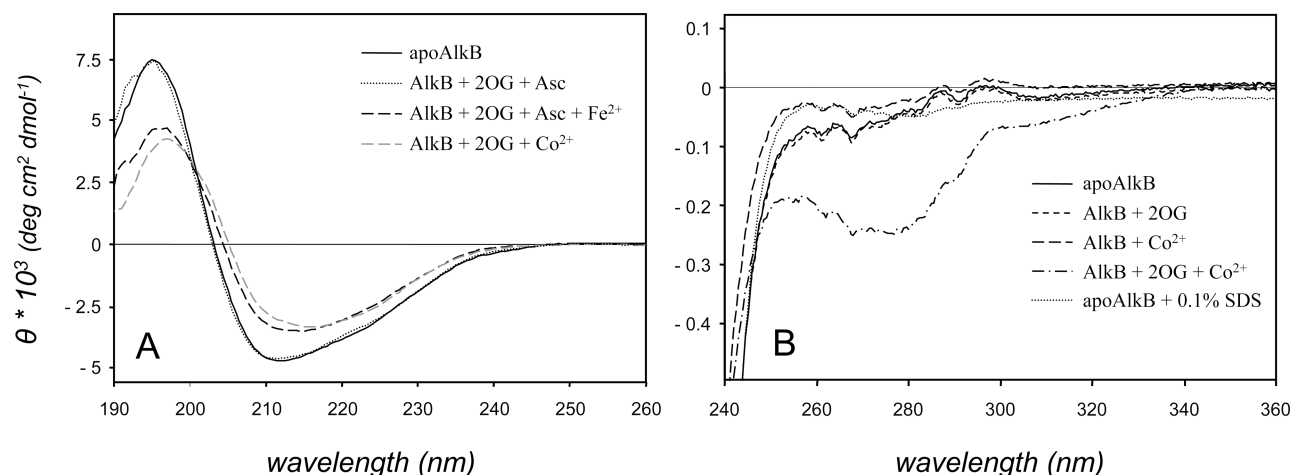 θ * 10³ (deg cm² dmol⁻¹)
7.5
5
2.5
0
- 2.5
- 5
apoAlkB
AlkB + 2OG + Asc
AlkB + 2OG + Asc + Fe²⁺
AlkB + 2OG + Co²⁺
A
190 200 210 220 230 240 250 260
wavelength (nm)
0.1
0
- 0.1
- 0.2
- 0.3
- 0.4
apoAlkB
AlkB + 2OG
AlkB + Co²⁺
AlkB + 2OG + Co²⁺
apoAlkB + 0.1% SDS
B
240 260 280 300 320 340 360
wavelength (nm)